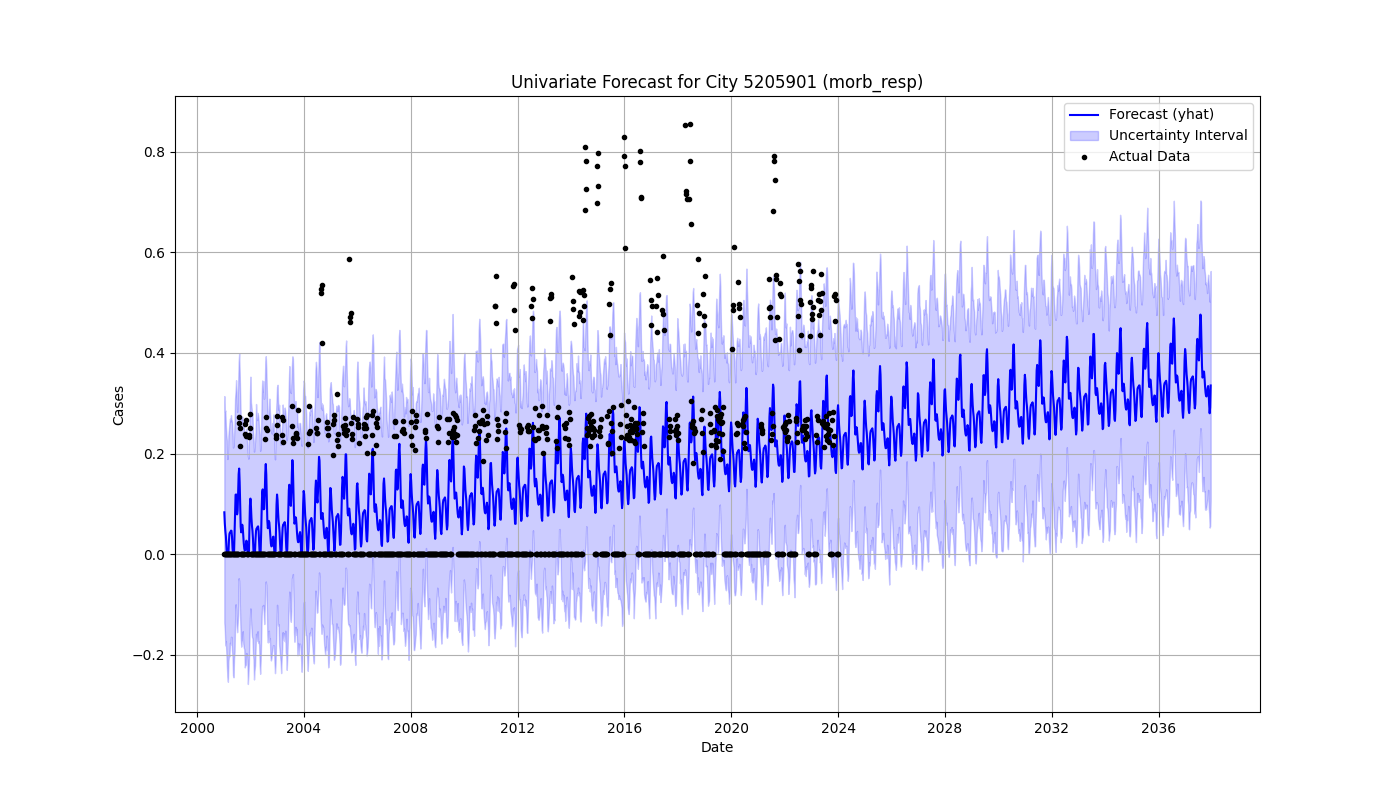 Univariate Forecast for City 5205901 (morb_resp)
Forecast (yhat)
Uncertainty Interval
Actual Data
Cases
0.8
0.6
0.4
0.2
0.0
−0.2
2000 2004 2008 2012 2016 2020 2024 2028 2032 2036
Date